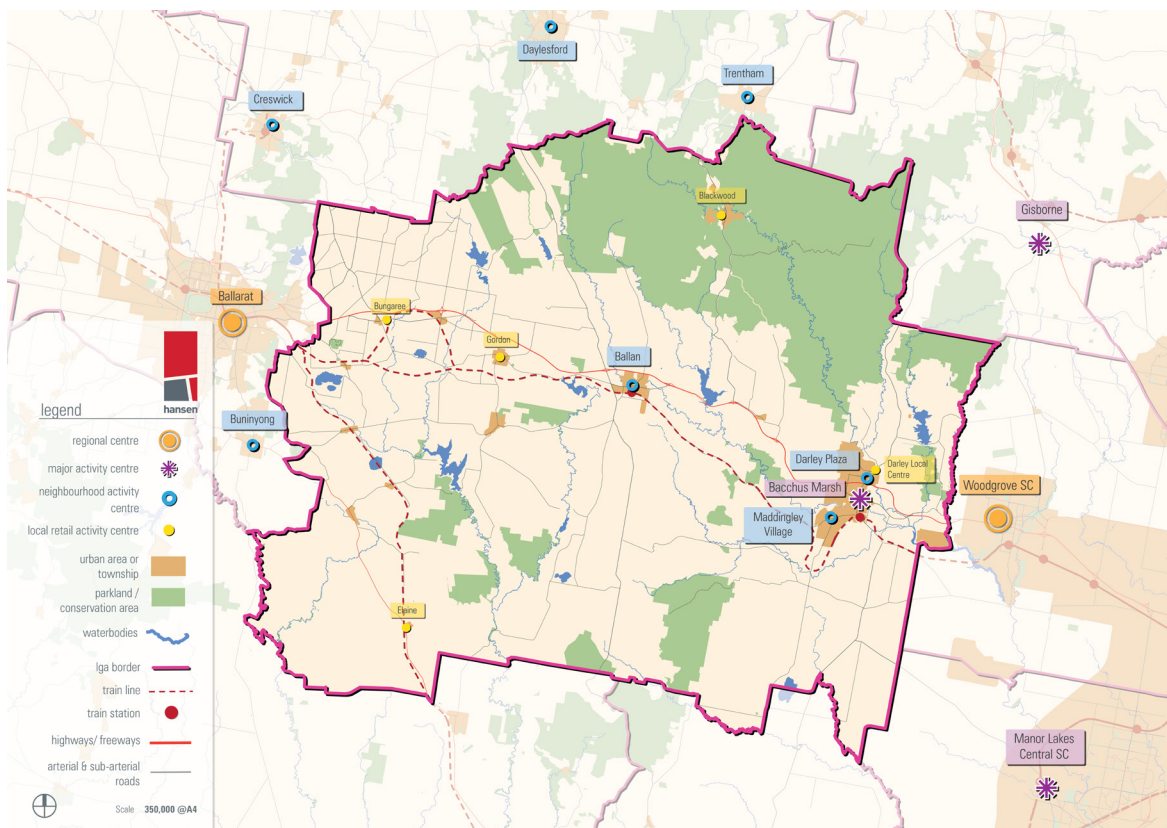 Daylesford
Trentham
Creswick
Blackwood
Gisborne
Ballarat
Bungaree
Gordon
Ballan
hansen
legend
Buninyong
regional centre
major activity centre
neighbourhood activity
centre
local retail activity centre
urban area or
township
parkland /
conservation area
waterbodies
lga border
train line
train station
highways/ freeways
arterial & sub-arterial
roads
Scale 350,000 @A4
Darley Plaza
Darley Local
Centre
Bacchus Marsh
Woodgrove SC
Maddingley
Village
Elaine
Manor Lakes
Central SC